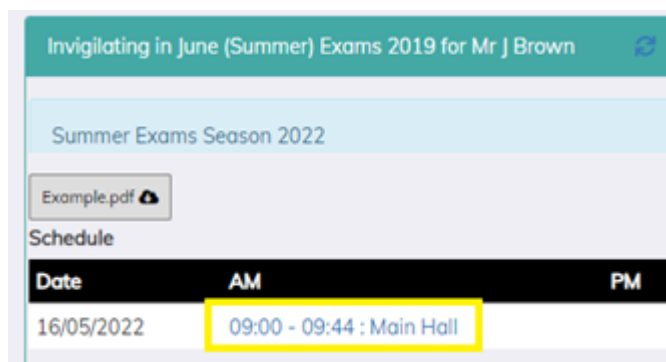 Invigilating in June (Summer) Exams 2019 for Mr J Brown
Summer Exams Season 2022
Example.pdf
Schedule
Date AM PM
16/05/2022 09:00 - 09:44 : Main Hall